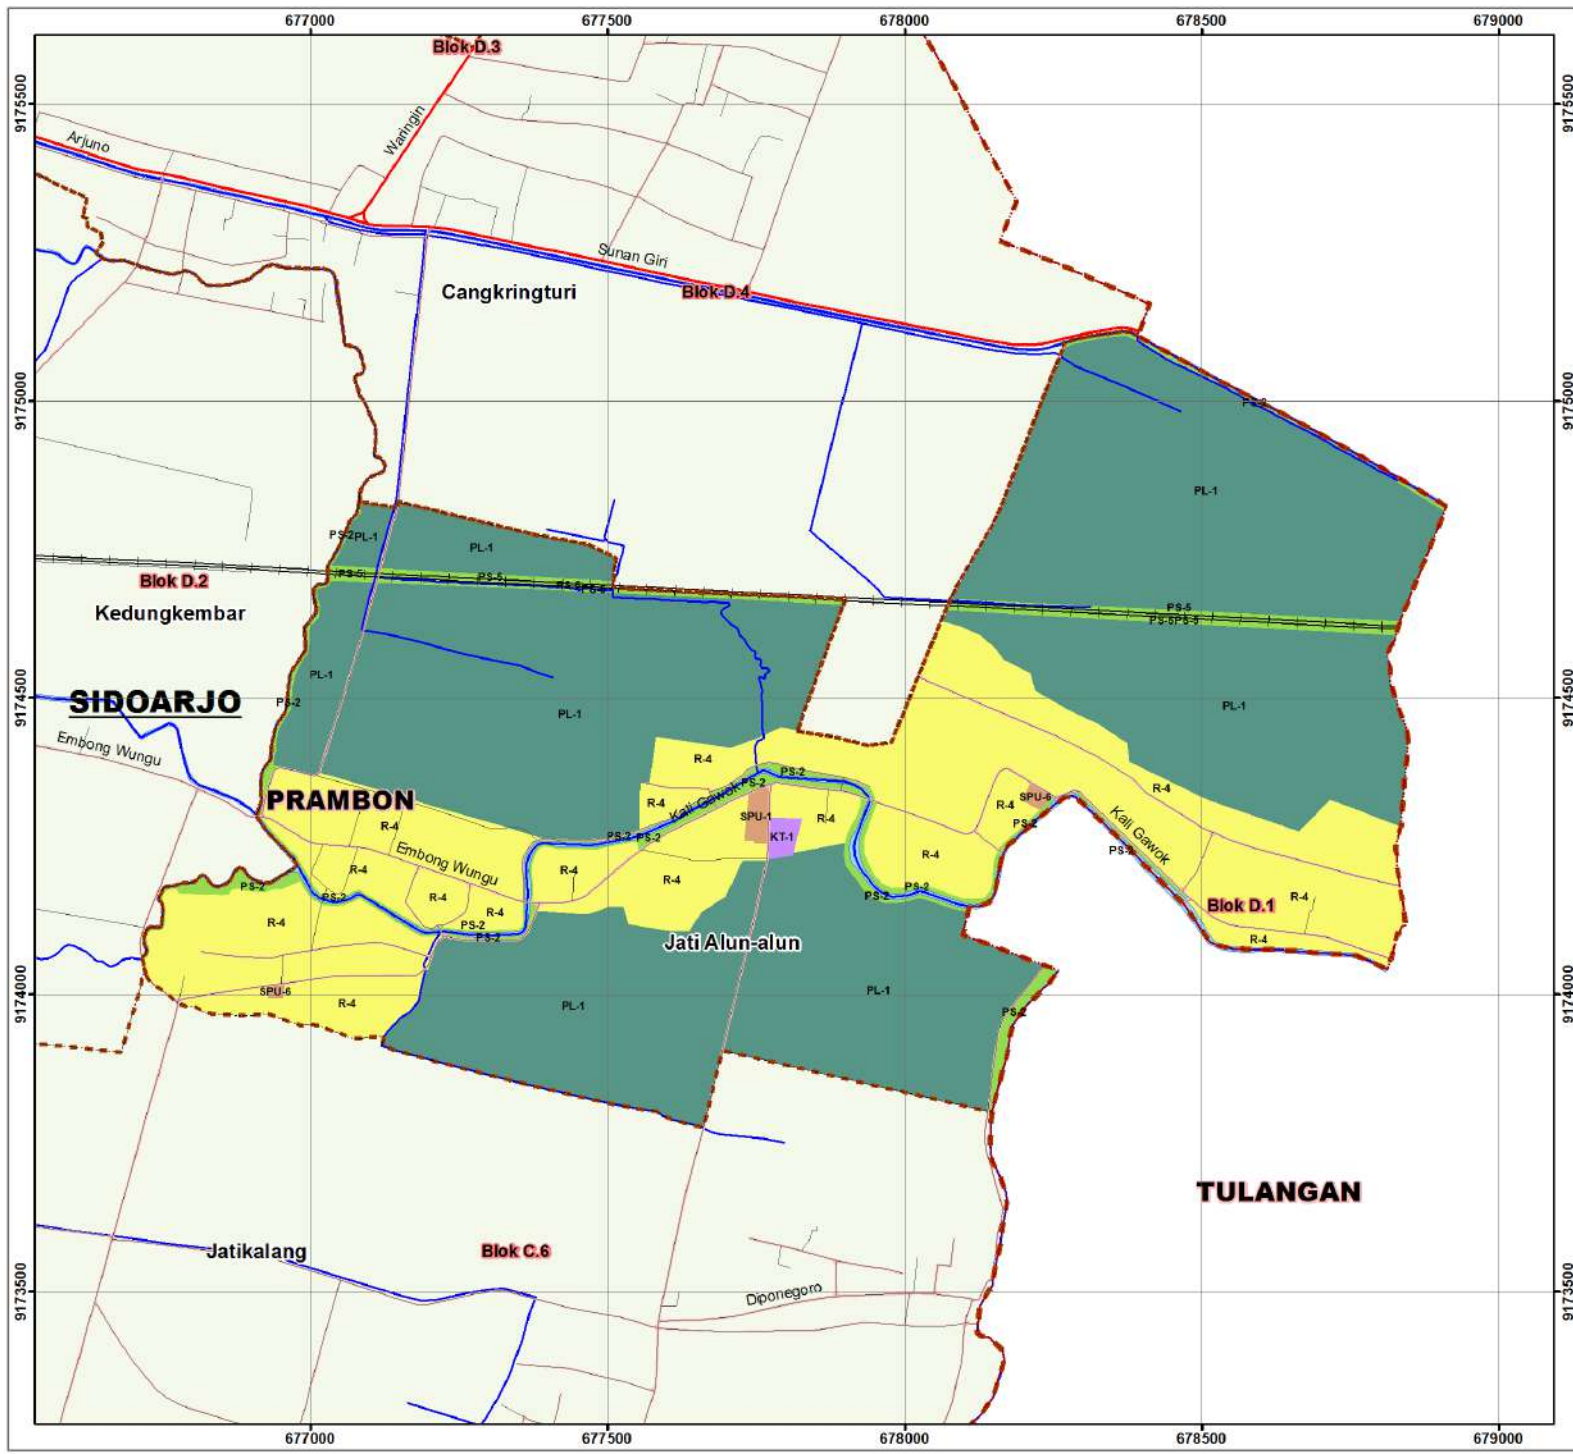 677000
677500
678000
678500
679000
Blok D.3
9175500
9175500
Waringin
Arjuno
Sunan Giri
Cangkringturi
Blok D.4
9175000
9175000
PL-1
PS-2
PL-1
PL-1
PS-5
PS-5
Blok D.2
Kedungkembar
PS-5
PS-5
PS-5
PL-1
PS-2
9174500
SIDOARJO
PL-1
PL-1
9174500
Embong Wungu
R-4
PS-2
PS-2
PRAMBON
R-4
Kali Gawok
SPU-1
KT-1
R-4
R-4
SPU-6
PS-2
R-4
Kali Gawok
R-4
PS-2
PS-2
Embong Wungu
PS-2
R-4
R-4
R-4
R-4
PS-2
PS-2
R-4
R-4
PS-2
PS-2
R-4
Blok D.1
R-4
R-4
PS-2
PS-2
R-4
Jati Alun-alun
SPU-6
R-4
PL-1
PL-1
PS-2
9174000
9174000
TULANGAN
Jatikalang
Blok C.6
Diponegoro
9173500
9173500
677000
677500
678000
678500
679000